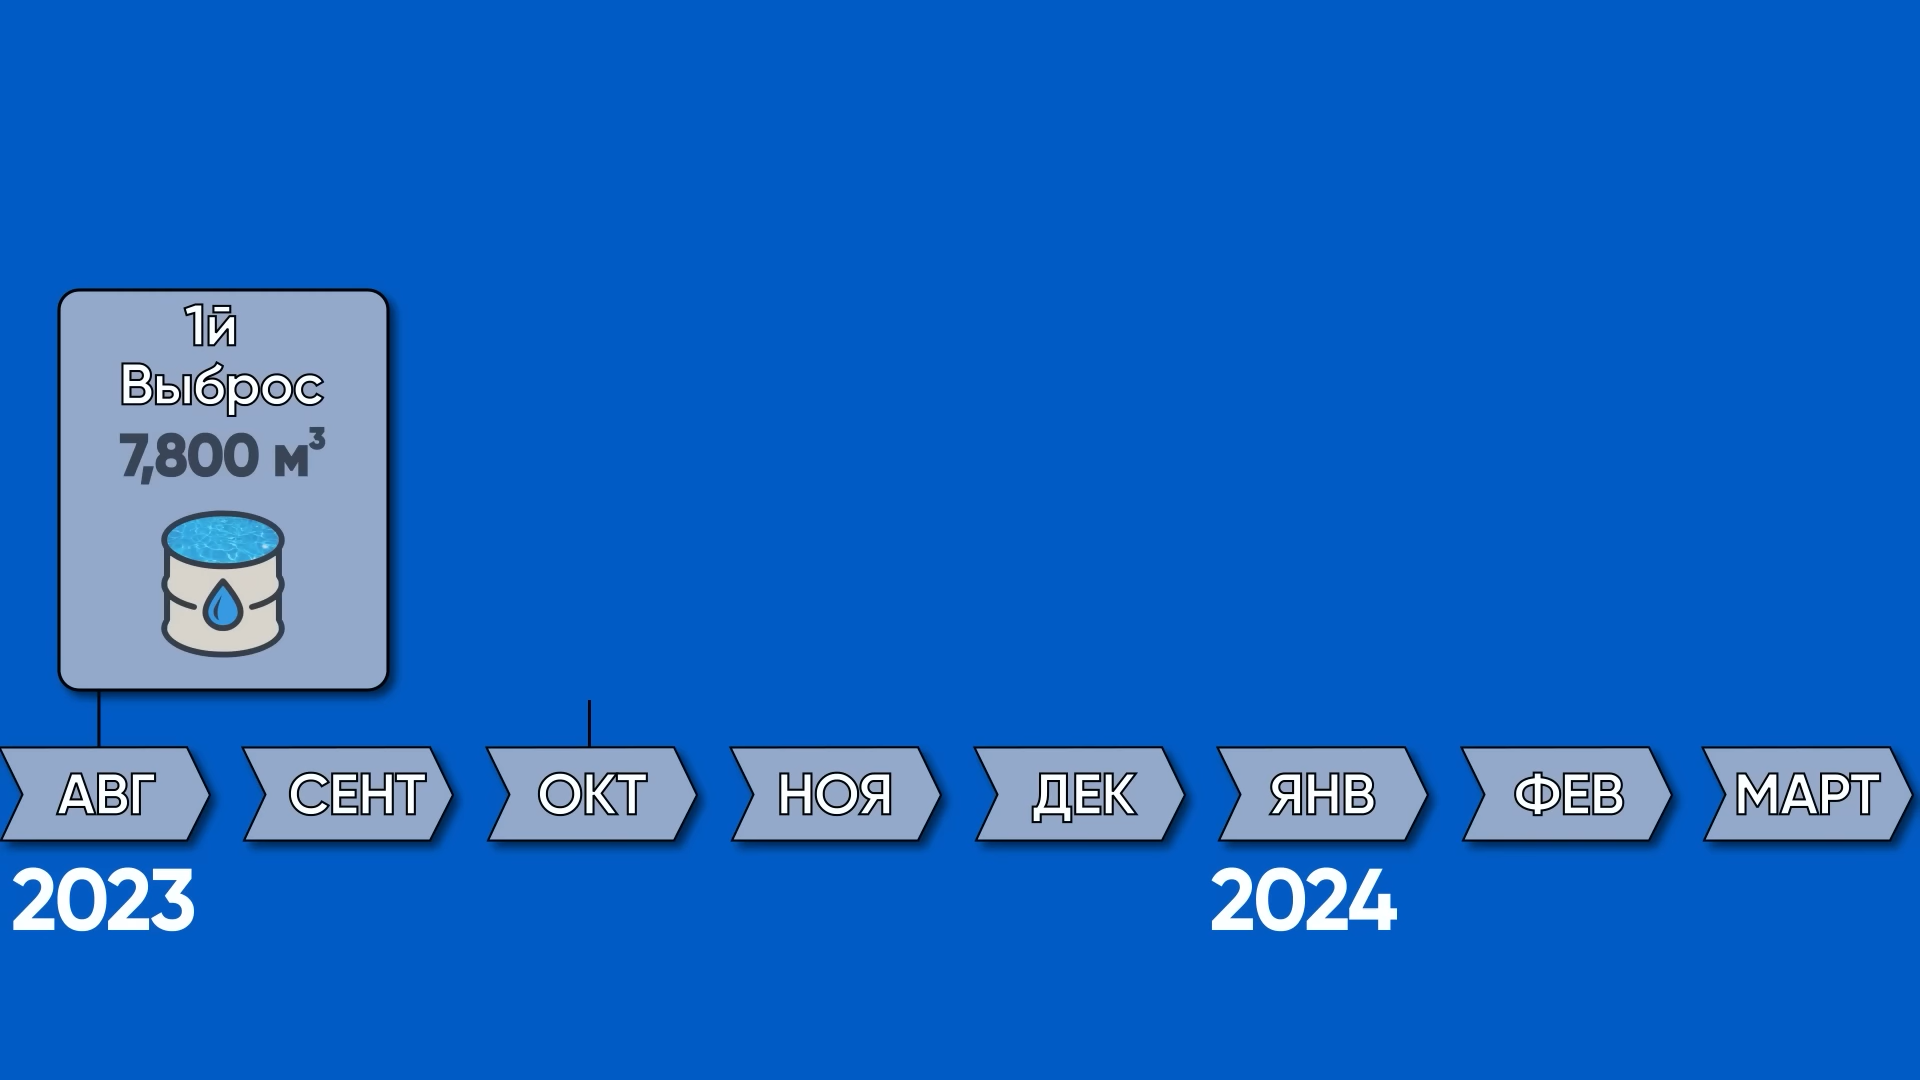 1й
Выброс
7,800 м³
АВГ
СЕНТ
ОКТ
НОЯ
ДЕК
ЯНВ
ФЕВ
МАРТ
2023
2024